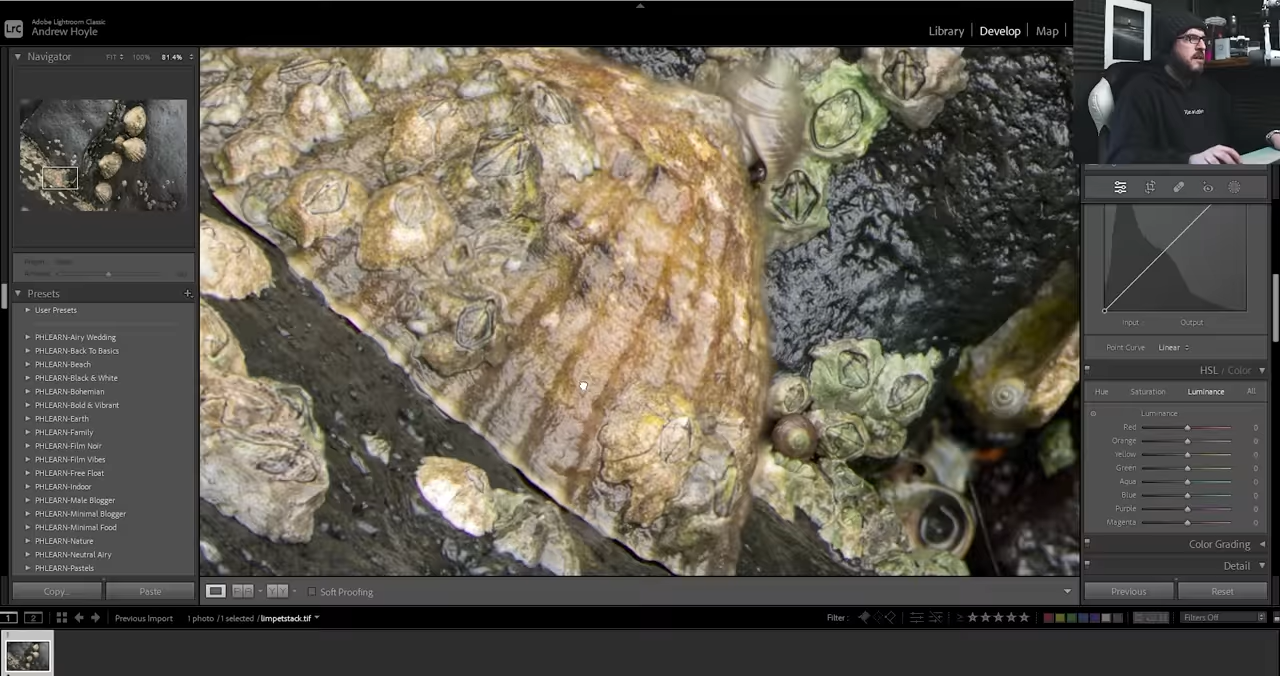 Adobe Lightroom Classic
LrC
Andrew Hoyle
Library | Develop | Map |
Navigator FIT 100% 81.4%
Presets +
User Presets
PHLEARN-Airy Wedding
PHLEARN-Back To Basics
PHLEARN-Beach
PHLEARN-Black & White
PHLEARN-Bohemian
PHLEARN-Bold & Vibrant
PHLEARN-Earth
PHLEARN-Family
PHLEARN-Film Noir
PHLEARN-Film Vibes
PHLEARN-Free Float
PHLEARN-Indoor
PHLEARN-Male Blogger
PHLEARN-Minimal Blogger
PHLEARN-Minimal Food
PHLEARN-Nature
PHLEARN-Neutral Airy
PHLEARN-Pastels
Copy... Paste
Soft Proofing
Input : Output :
Point Curve : Linear
HSL / Color
Hue Saturation Luminance All
Luminance
Red 0
Orange 0
Yellow 0
Green 0
Aqua 0
Blue 0
Purple 0
Magenta 0
Color Grading
Detail
Previous Reset
1 2 Previous Import 1 photo / 1 selected / limpetstack.tif
Filter : ≥ ★★★★★ Filters Off